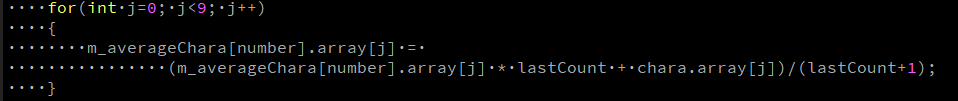 for(int j=0; j<9; j++)
{
m_averageChara[number].array[j] =
(m_averageChara[number].array[j] * lastCount + chara.array[j])/(lastCount+1);
}